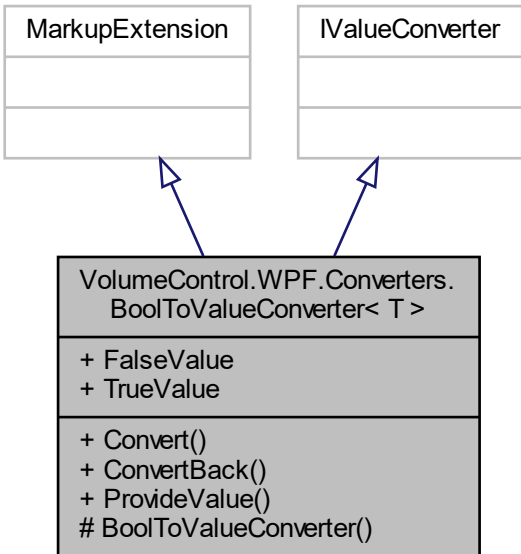 MarkupExtension
IValueConverter
VolumeControl.WPF.Converters.
BoolToValueConverter< T >
+ FalseValue
+ TrueValue
+ Convert()
+ ConvertBack()
+ ProvideValue()
# BoolToValueConverter()